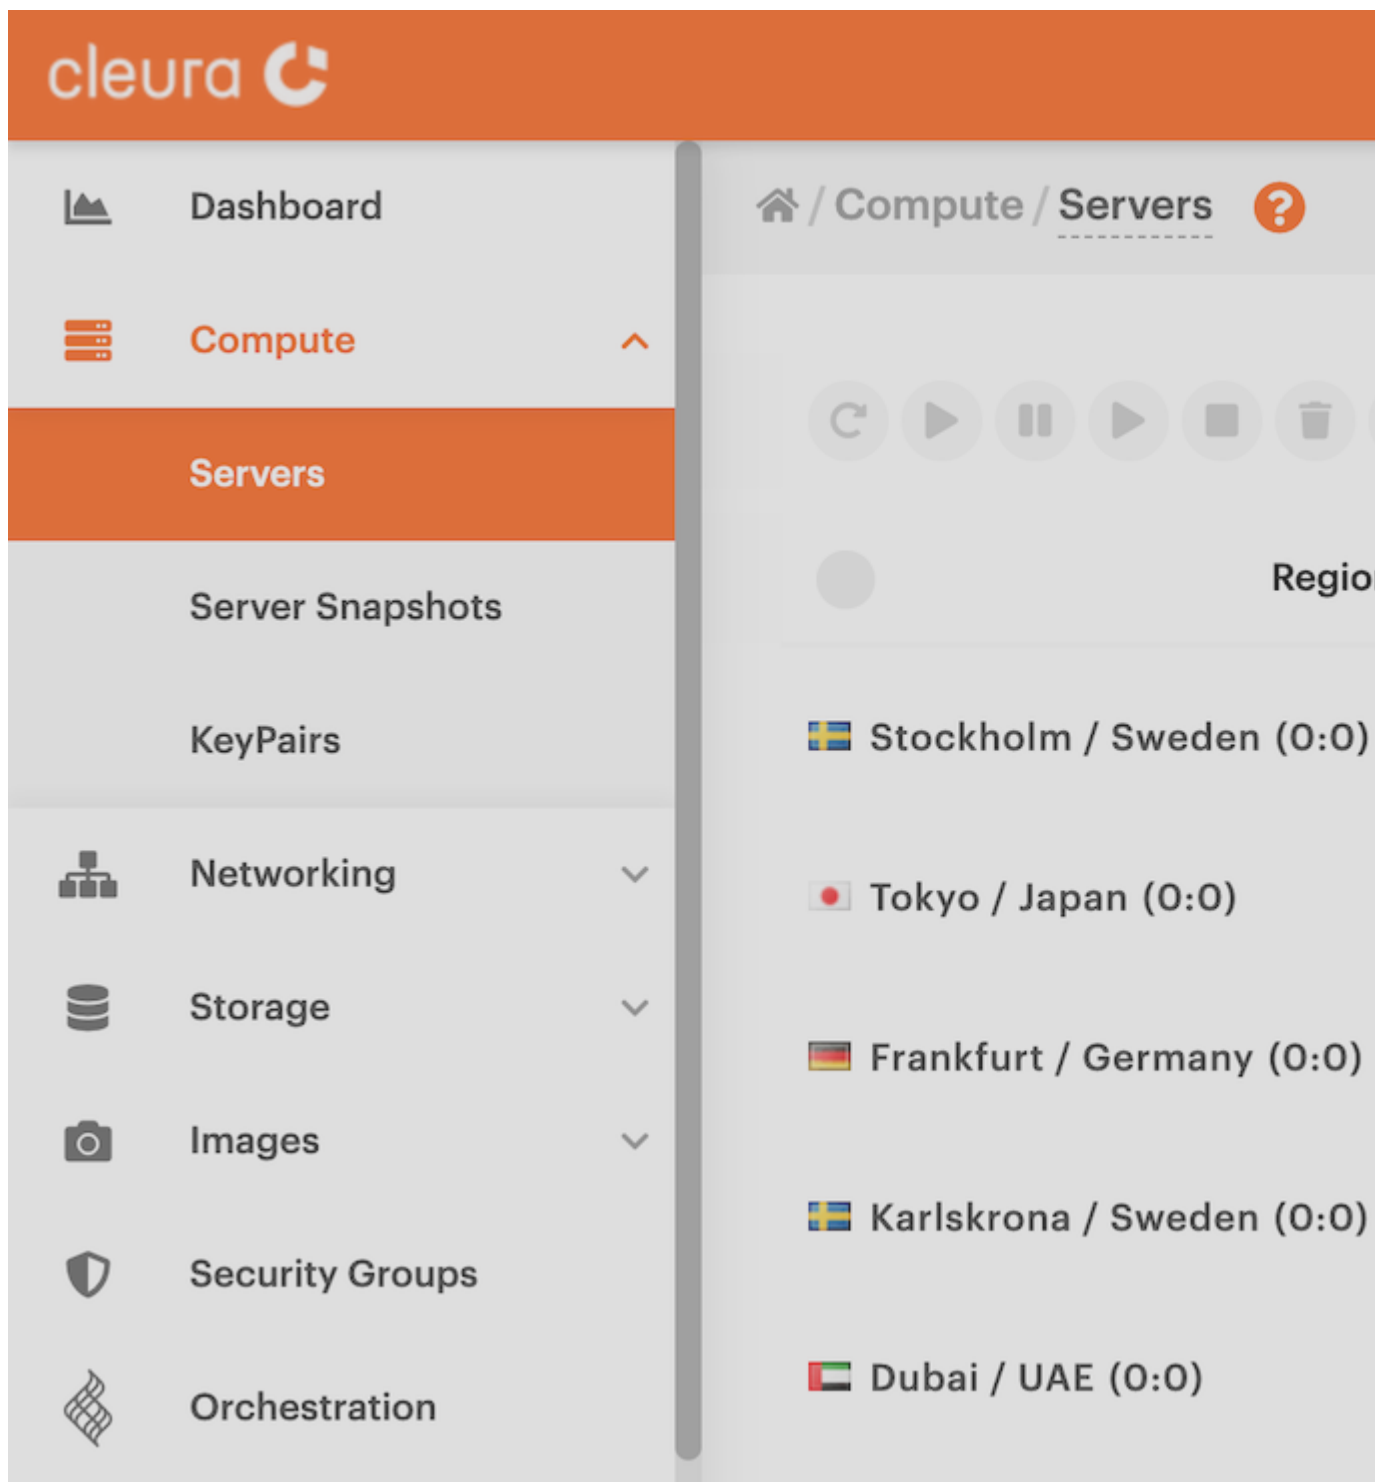 cleura
Dashboard
Compute
Servers
Server Snapshots
KeyPairs
Networking
Storage
Images
Security Groups
Orchestration
/ Compute / Servers ?
Regio
Stockholm / Sweden (0:0)
Tokyo / Japan (0:0)
Frankfurt / Germany (0:0)
Karlskrona / Sweden (0:0)
Dubai / UAE (0:0)